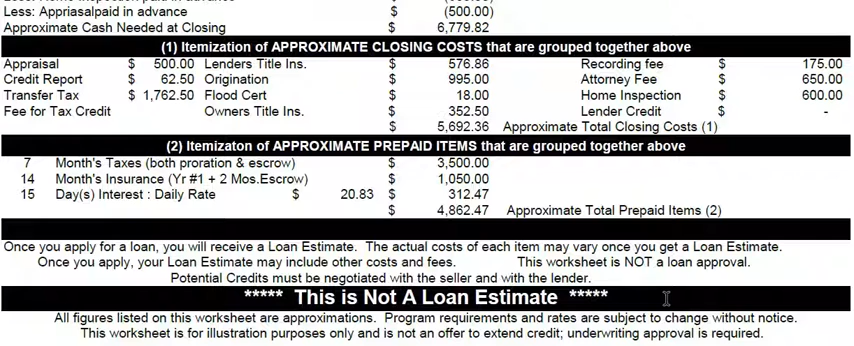 Less: Appriasalpaid in advance $ (500.00)
Approximate Cash Needed at Closing $ 6,779.82
(1) Itemization of APPROXIMATE CLOSING COSTS that are grouped together above
Appraisal $ 500.00 Lenders Title Ins. $ 576.86 Recording fee $ 175.00
Credit Report $ 62.50 Origination $ 995.00 Attorney Fee $ 650.00
Transfer Tax $ 1,762.50 Flood Cert $ 18.00 Home Inspection $ 600.00
Fee for Tax Credit Owners Title Ins. $ 352.50 Lender Credit $ -
$ 5,692.36 Approximate Total Closing Costs (1)
(2) Itemizaton of APPROXIMATE PREPAID ITEMS that are grouped together above
7 Month's Taxes (both proration & escrow) $ 3,500.00
14 Month's Insurance (Yr #1 + 2 Mos.Escrow) $ 1,050.00
15 Day(s) Interest : Daily Rate $ 20.83 $ 312.47
$ 4,862.47 Approximate Total Prepaid Items (2)
Once you apply for a loan, you will receive a Loan Estimate. The actual costs of each item may vary once you get a Loan Estimate.
Once you apply, your Loan Estimate may include other costs and fees. This worksheet is NOT a loan approval.
Potential Credits must be negotiated with the seller and with the lender.
***** This is Not A Loan Estimate *****
All figures listed on this worksheet are approximations. Program requirements and rates are subject to change without notice.
This worksheet is for illustration purposes only and is not an offer to extend credit; underwriting approval is required.